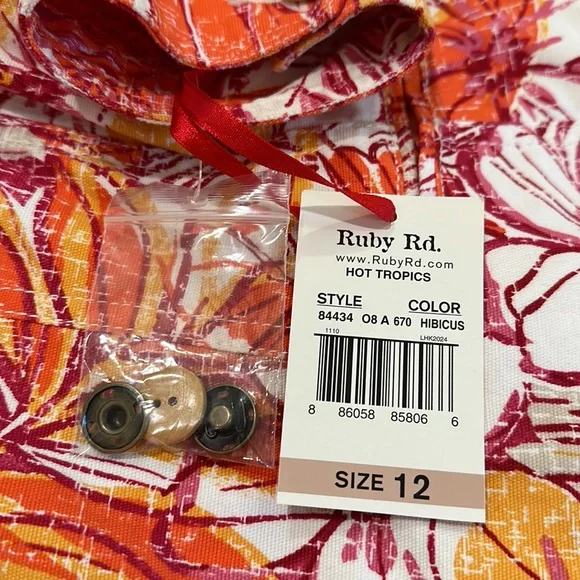 Ruby Rd.
www.RubyRd.com
HOT TROPICS
STYLE COLOR
84434 O8 A 670 HIBICUS
1110 LHK2024
8 86058 85806 6
SIZE 12